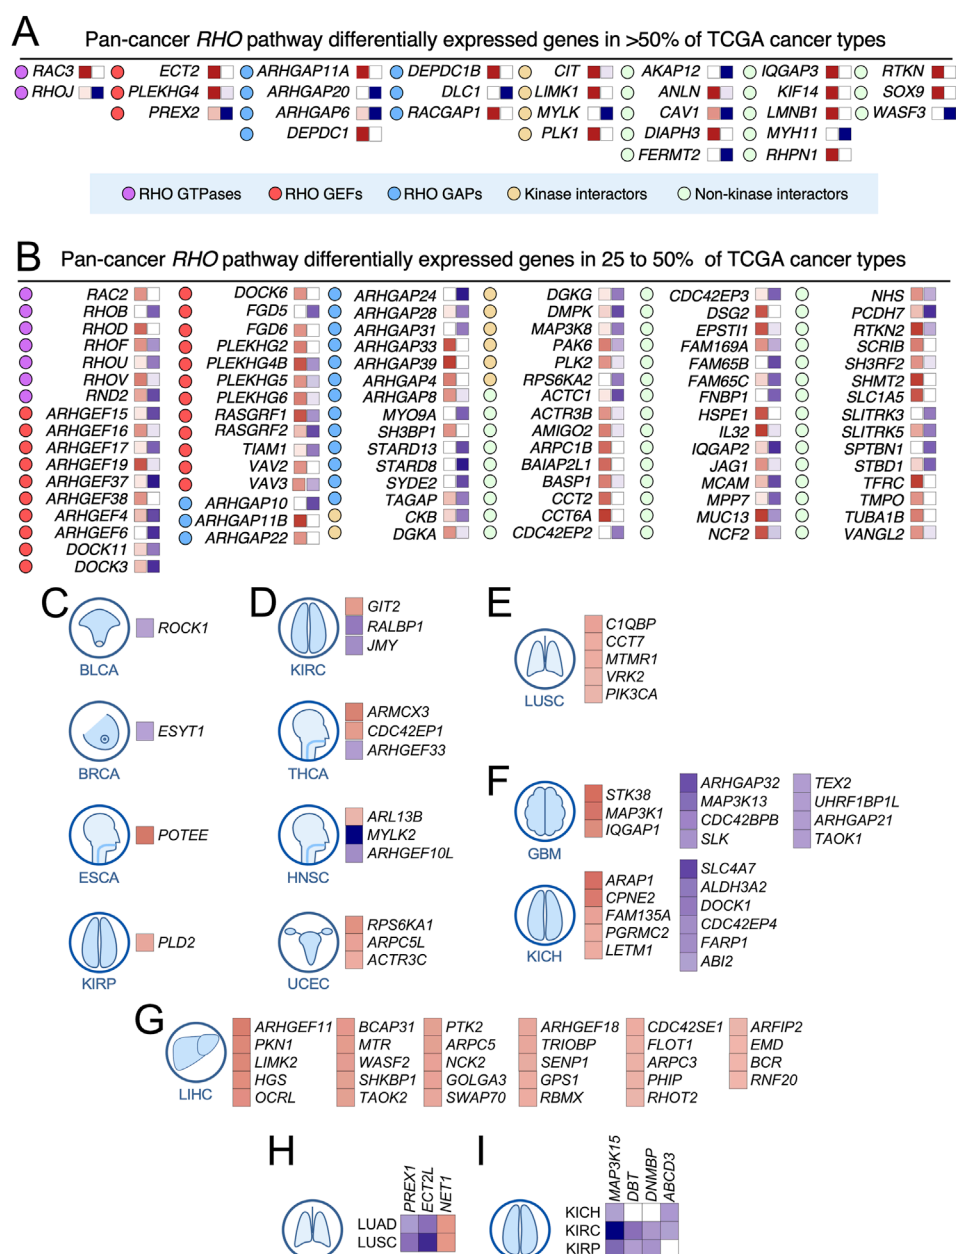 A
Pan-cancer RHO pathway differentially expressed genes in >50% of TCGA cancer types
RAC3 ECT2 ARHGAP11A DEPDC1B CIT AKAP12 IQGAP3 RTKN
RHOJ PLEKHG4 ARHGAP20 DLC1 LIMK1 ANLN KIF14 SOX9
PREX2 ARHGAP6 RACGAP1 MYLK CAV1 LMNB1 WASF3
DEPDC1 PLK1 DIAPH3 MYH11
FERMT2 RHPN1
RHO GTPases RHO GEFs RHO GAPs Kinase interactors Non-kinase interactors
B
Pan-cancer RHO pathway differentially expressed genes in 25 to 50% of TCGA cancer types
RAC2 DOCK6 ARHGAP24 DGKG CDC42EP3 NHS
RHOB FGD5 ARHGAP28 DMPK DSG2 PCDH7
RHOD FGD6 ARHGAP31 MAP3K8 EPSTI1 RTKN2
RHOF PLEKHG2 ARHGAP33 PAK6 FAM169A SCRIB
RHOU PLEKHG4B ARHGAP39 PLK2 FAM65B SH3RF2
RHOV PLEKHG5 ARHGAP4 RPS6KA2 FAM65C SHMT2
RND2 PLEKHG6 ARHGAP8 ACTC1 FNBP1 SLC1A5
ARHGEF15 RASGRF1 MYO9A ACTR3B HSPE1 SLITRK3
ARHGEF16 RASGRF2 SH3BP1 AMIGO2 IL32 SLITRK5
ARHGEF17 TIAM1 STARD13 ARPC1B IQGAP2 SPTBN1
ARHGEF19 VAV2 STARD8 BAIAP2L1 JAG1 STBD1
ARHGEF37 VAV3 SYDE2 BASP1 MCAM TFRC
ARHGEF38 ARHGAP10 TAGAP CCT2 MPP7 TMPO
ARHGEF4 ARHGAP11B CKB CCT6A MUC13 TUBA1B
ARHGEF6 ARHGAP22 DGKA CDC42EP2 NCF2 VANGL2
DOCK11
DOCK3
C
ROCK1
BLCA
ESYT1
BRCA
POTEE
ESCA
PLD2
KIRP
D
GIT2
RALBP1
JMY
KIRC
ARMCX3
CDC42EP1
ARHGEF33
THCA
ARL13B
MYLK2
ARHGEF10L
HNSC
RPS6KA1
ARPC5L
ACTR3C
UCEC
E
C1QBP
CCT7
MTMR1
VRK2
PIK3CA
LUSC
F
STK38
MAP3K1
IQGAP1
GBM
ARHGAP32 TEX2
MAP3K13 UHRF1BP1L
CDC42BPB ARHGAP21
SLK TAOK1
ARAP1
CPNE2
FAM135A
PGRMC2
LETM1
KICH
SLC4A7
ALDH3A2
DOCK1
CDC42EP4
FARP1
ABI2
G
LIHC
ARHGEF11 BCAP31 PTK2 ARHGEF18 CDC42SE1 ARFIP2
PKN1 MTR ARPC5 TRIOBP FLOT1 EMD
LIMK2 WASF2 NCK2 SENP1 ARPC3 BCR
HGS SHKBP1 GOLGA3 GPS1 PHIP RNF20
OCRL TAOK2 SWAP70 RBMX RHOT2
H
PREX1
ECT2L
NET1
LUAD
LUSC
I
MAP3K15
DBT
DNMBP
ABCD3
KICH
KIRC
KIRP